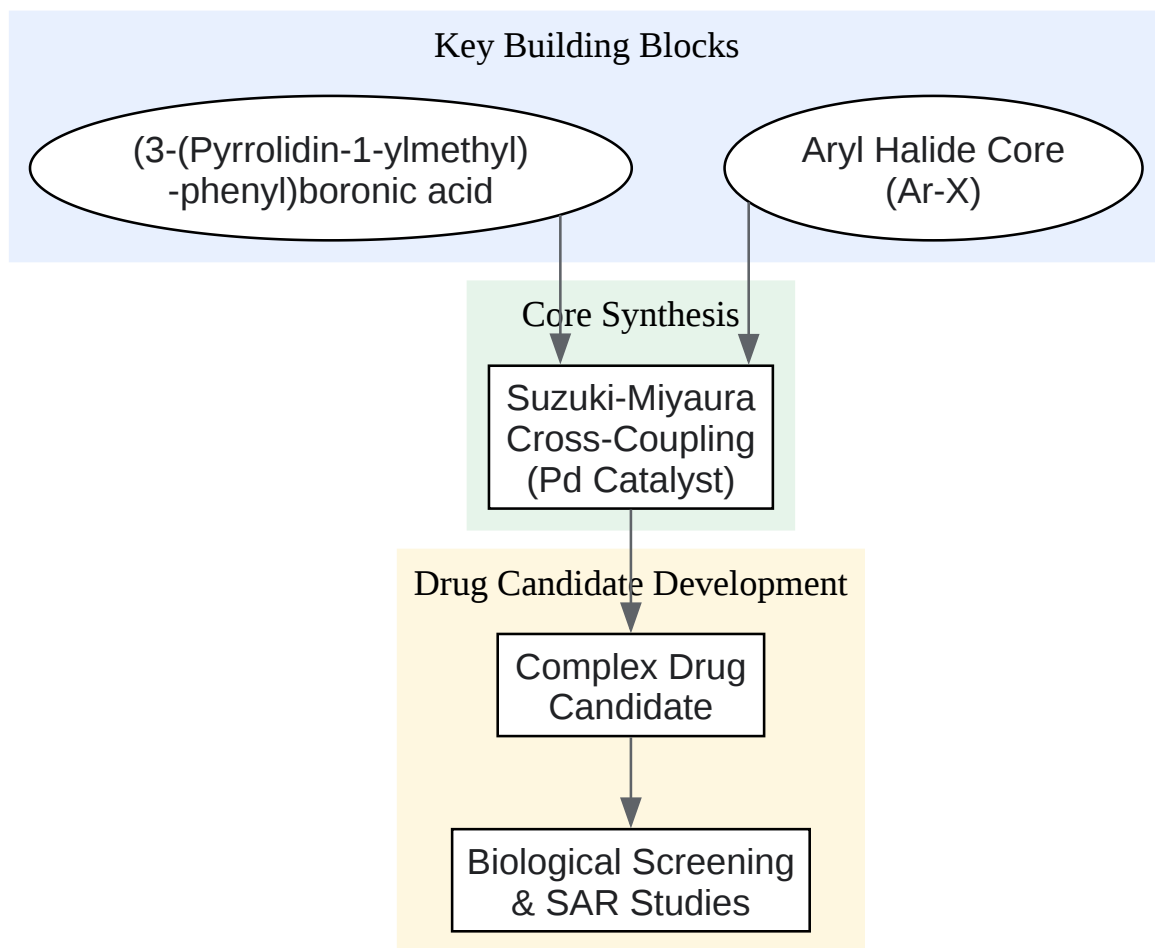 Key Building Blocks
(3-(Pyrrolidin-1-ylmethyl)
-phenyl)boronic acid
Aryl Halide Core
(Ar-X)
Core Synthesis
Suzuki-Miyaura
Cross-Coupling
(Pd Catalyst)
Drug Candidate Development
Complex Drug
Candidate
Biological Screening
& SAR Studies